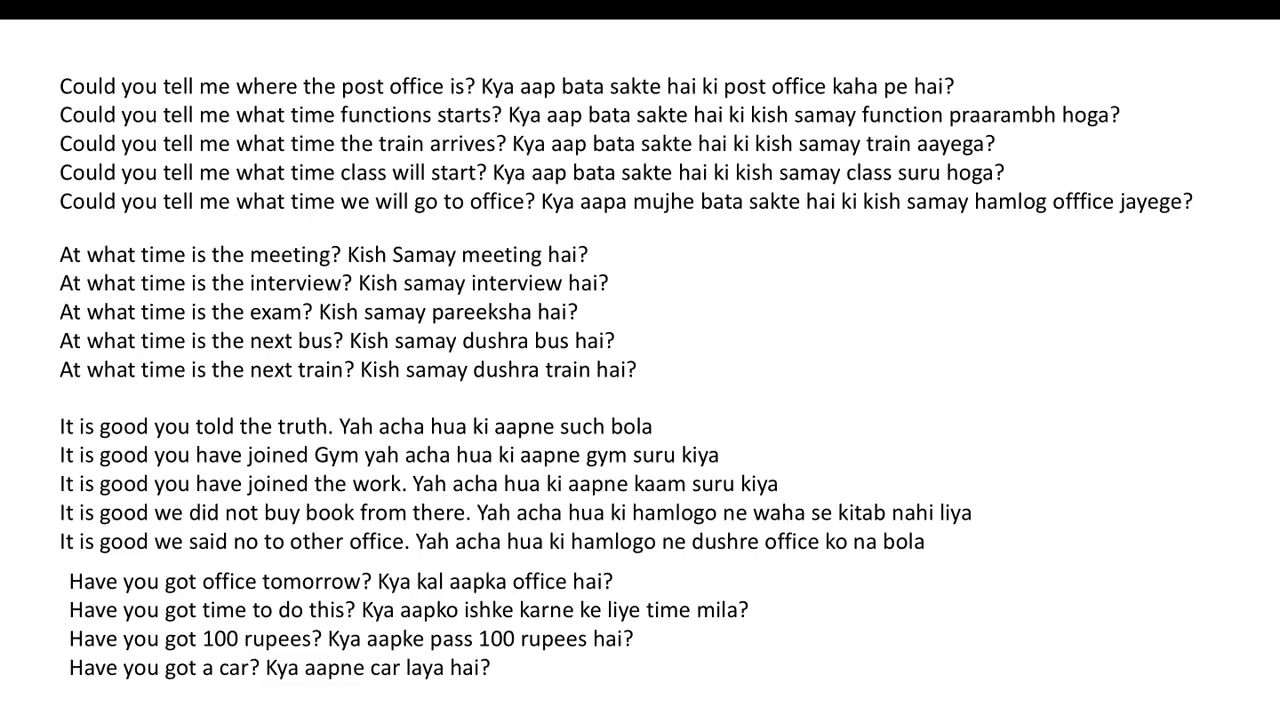 Could you tell me where the post office is? Kya aap bata sakte hai ki post office kaha pe hai?
Could you tell me what time functions starts? Kya aap bata sakte hai ki kish samay function praarambh hoga?
Could you tell me what time the train arrives? Kya aap bata sakte hai ki kish samay train aayega?
Could you tell me what time class will start? Kya aap bata sakte hai ki kish samay class suru hoga?
Could you tell me what time we will go to office? Kya aapa mujhe bata sakte hai ki kish samay hamlog offfice jayege?
At what time is the meeting? Kish Samay meeting hai?
At what time is the interview? Kish samay interview hai?
At what time is the exam? Kish samay pareeksha hai?
At what time is the next bus? Kish samay dushra bus hai?
At what time is the next train? Kish samay dushra train hai?
It is good you told the truth. Yah acha hua ki aapne such bola
It is good you have joined Gym yah acha hua ki aapne gym suru kiya
It is good you have joined the work. Yah acha hua ki aapne kaam suru kiya
It is good we did not buy book from there. Yah acha hua ki hamlogo ne waha se kitab nahi liya
It is good we said no to other office. Yah acha hua ki hamlogo ne dushre office ko na bola
Have you got office tomorrow? Kya kal aapka office hai?
Have you got time to do this? Kya aapko ishke karne ke liye time mila?
Have you got 100 rupees? Kya aapke pass 100 rupees hai?
Have you got a car? Kya aapne car laya hai?